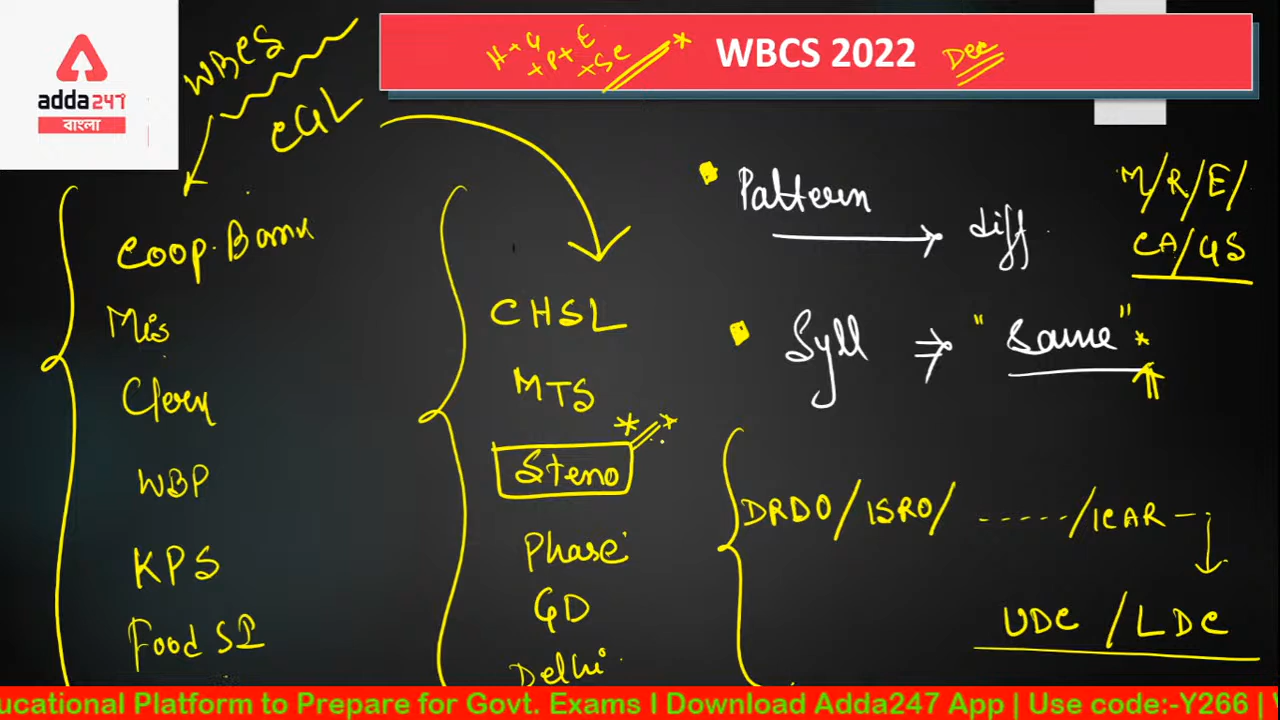 adda247
বাংলা
H+G
+P+E
+Sc
WBCS 2022
Dec
WBCS
CGL
Coop. Bank
Mis
Clerk
WBP
KPS
Food SI
CHSL
MTS
Steno
Phase
GD
Delhi
Pattern → diff
M/R/E/
CA/GS
Syll ⇒ "same" *
DRDO/ISRO/ ...... /ICAR
UDC / LDC
ucational Platform to Prepare for Govt. Exams I Download Adda247 App | Use code:-Y266 |